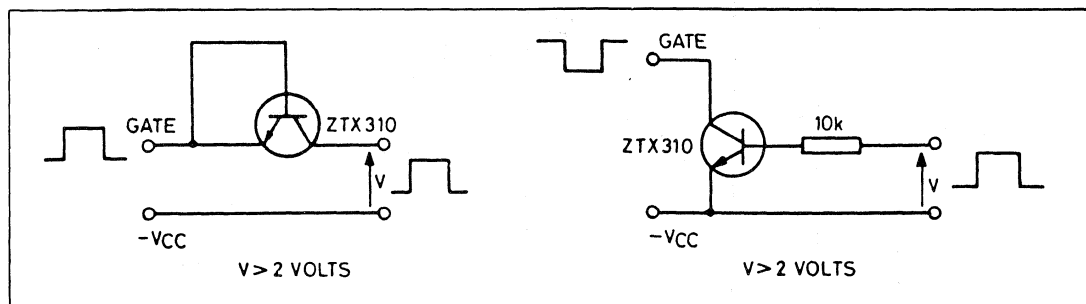 GATE
ZTX310
V
-VCC
V > 2 VOLTS
GATE
ZTX310
10k
V
-VCC
V > 2 VOLTS